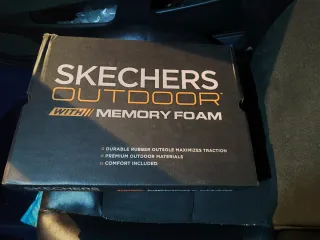 SKECHERS
OUTDOOR
WITH MEMORY FOAM
DURABLE RUBBER OUTSOLE MAXIMIZES TRACTION
PREMIUM OUTDOOR MATERIALS
COMFORT INCLUDED.